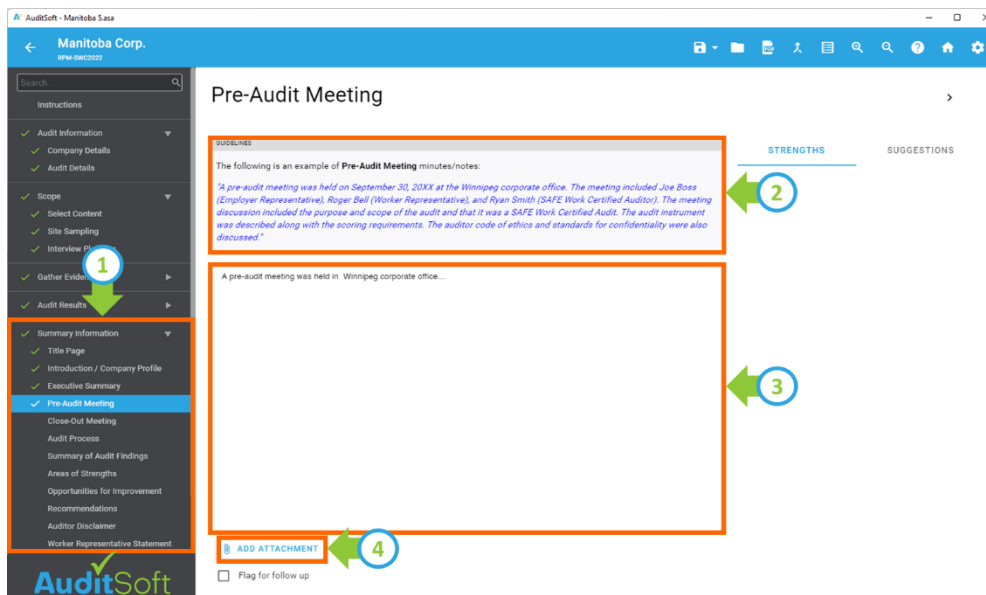 AuditSoft - Manitoba S.asa
Manitoba Corp.
RPM-SWC2022
Search...
Instructions
Audit Information
Company Details
Audit Details
Scope
Select Content
Site Sampling
Interview
Gather
Audit Results
Summary Information
Title Page
Introduction / Company Profile
Executive Summary
Pre-Audit Meeting
Close-Out Meeting
Audit Process
Summary of Audit Findings
Areas of Strengths
Opportunities for Improvement
Recommendations
Auditor Disclaimer
Worker Representative Statement
AuditSoft
1
Pre-Audit Meeting
GUIDELINES
The following is an example of Pre-Audit Meeting minutes/notes:
"A pre-audit meeting was held on September 30, 20XX at the Winnipeg corporate office. The meeting included Joe Boss
(Employer Representative), Roger Bell (Worker Representative), and Ryan Smith (SAFE Work Certified Auditor). The meeting
discussion included the purpose and scope of the audit and that it was a SAFE Work Certified Audit. The audit instrument
was described along with the scoring requirements. The auditor code of ethics and standards for confidentiality were also
discussed."
2
STRENGTHS
SUGGESTIONS
A pre-audit meeting was held in Winnipeg corporate office...
3
ADD ATTACHMENT
4
Flag for follow up